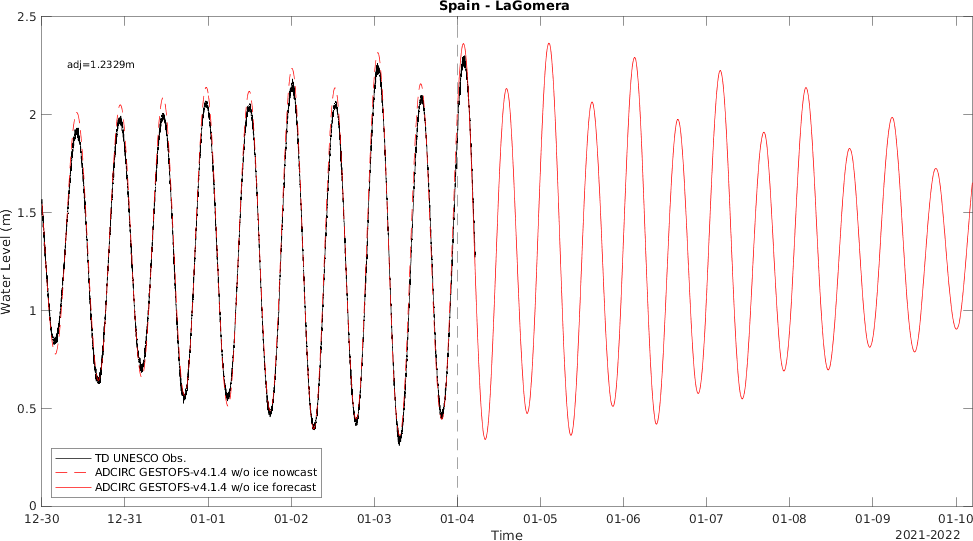 Spain - LaGomera
2.5
adj=1.2329m
2
1.5
Water Level (m)
1
0.5
TD UNESCO Obs.
ADCIRC GESTOFS-v4.1.4 w/o ice nowcast
ADCIRC GESTOFS-v4.1.4 w/o ice forecast
0
12-30 12-31 01-01 01-02 01-03 01-04 01-05 01-06 01-07 01-08 01-09 01-10
Time
2021-2022